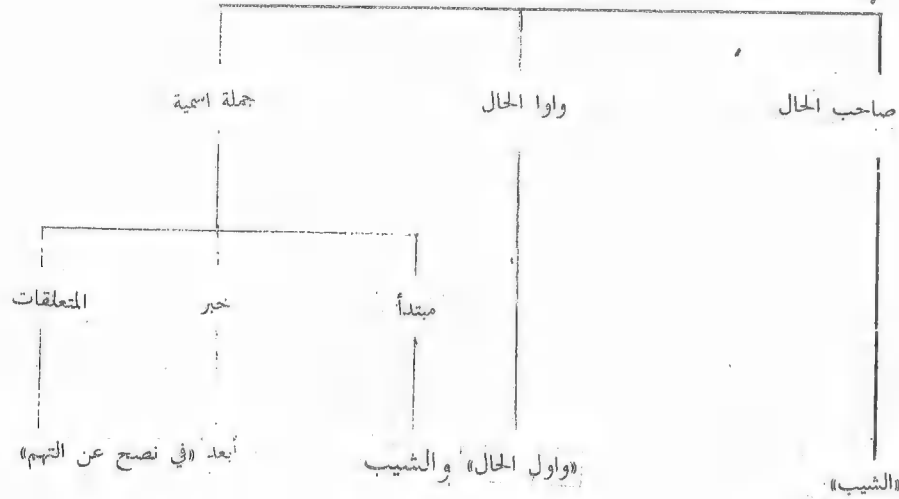 صاحب الحال واوا الحال جملة اسمية
مبتدأ خبر المتعلقات
«الشيب» «واول الحال» والشيب أبعد «في نصح عن التهم»